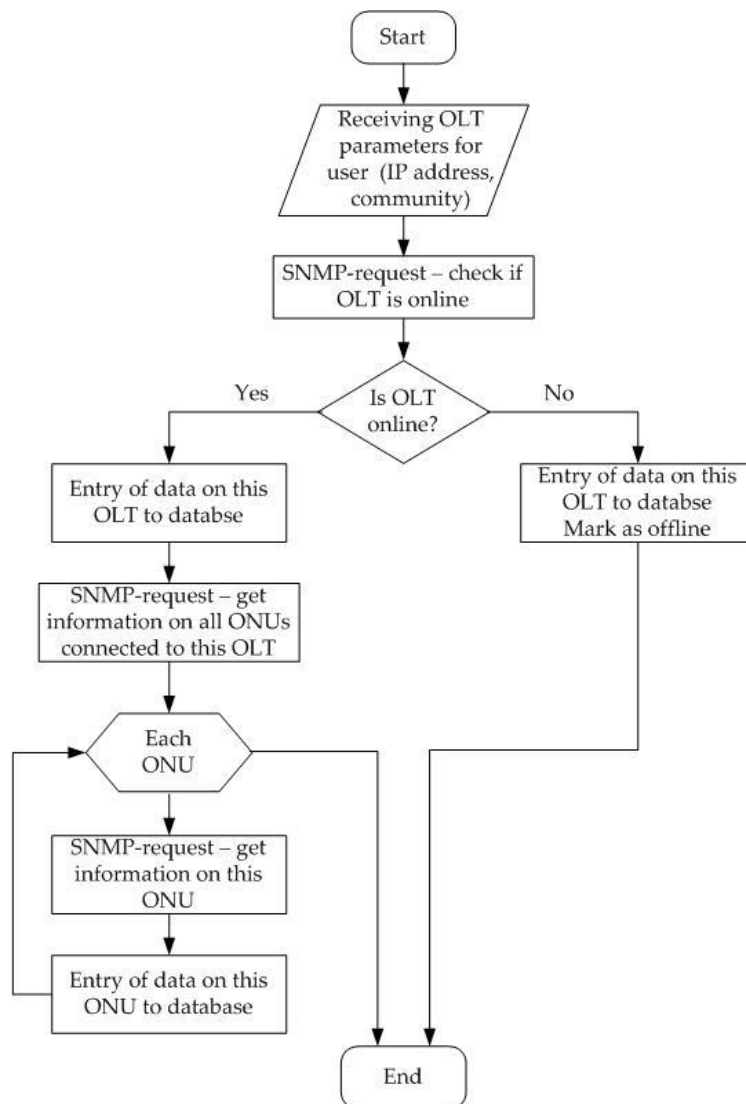 Start
Receiving OLT
parameters for
user (IP address,
community)
SNMP-request – check if
OLT is online
Is OLT
online?
Yes
No
Entry of data on this
OLT to databse
Entry of data on this
OLT to databse
Mark as offline
SNMP-request – get
information on all ONUs
connected to this OLT
Each
ONU
SNMP-request – get
information on this
ONU
Entry of data on this
ONU to database
End